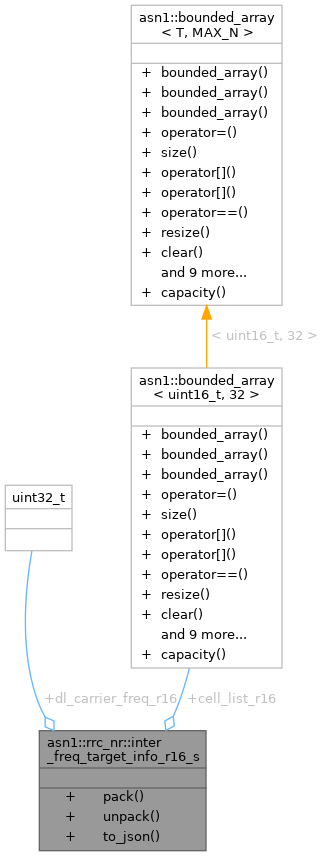 asn1::bounded_array
< T, MAX_N >
+ bounded_array()
+ bounded_array()
+ bounded_array()
+ operator=()
+ size()
+ operator[]()
+ operator[]()
+ operator==()
+ resize()
+ clear()
and 9 more...
+ capacity()
< uint16_t, 32 >
asn1::bounded_array
< uint16_t, 32 >
+ bounded_array()
+ bounded_array()
+ bounded_array()
+ operator=()
+ size()
+ operator[]()
+ operator[]()
+ operator==()
+ resize()
+ clear()
and 9 more...
+ capacity()
uint32_t
+dl_carrier_freq_r16
+cell_list_r16
asn1::rrc_nr::inter
_freq_target_info_r16_s
+ pack()
+ unpack()
+ to_json()